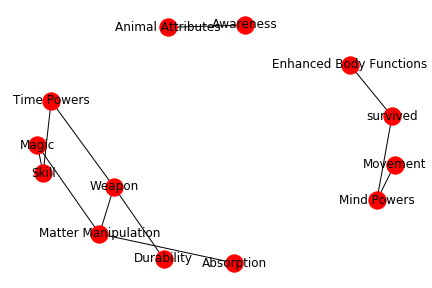 Animal Attributes
Awareness
Enhanced Body Functions
Time Powers
survived
Magic
Movement
Skill
Weapon
Mind Powers
Matter Manipulation
Durability
Absorption